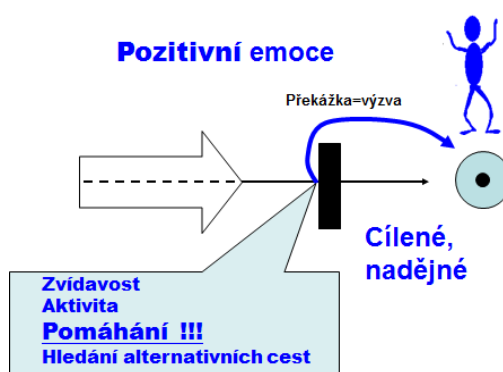 Pozitivní emoce
Překážka=výzva
Cílené,
nadějné
Zvídavost
Aktivita
Pomáhání !!!
Hledání alternativních cest